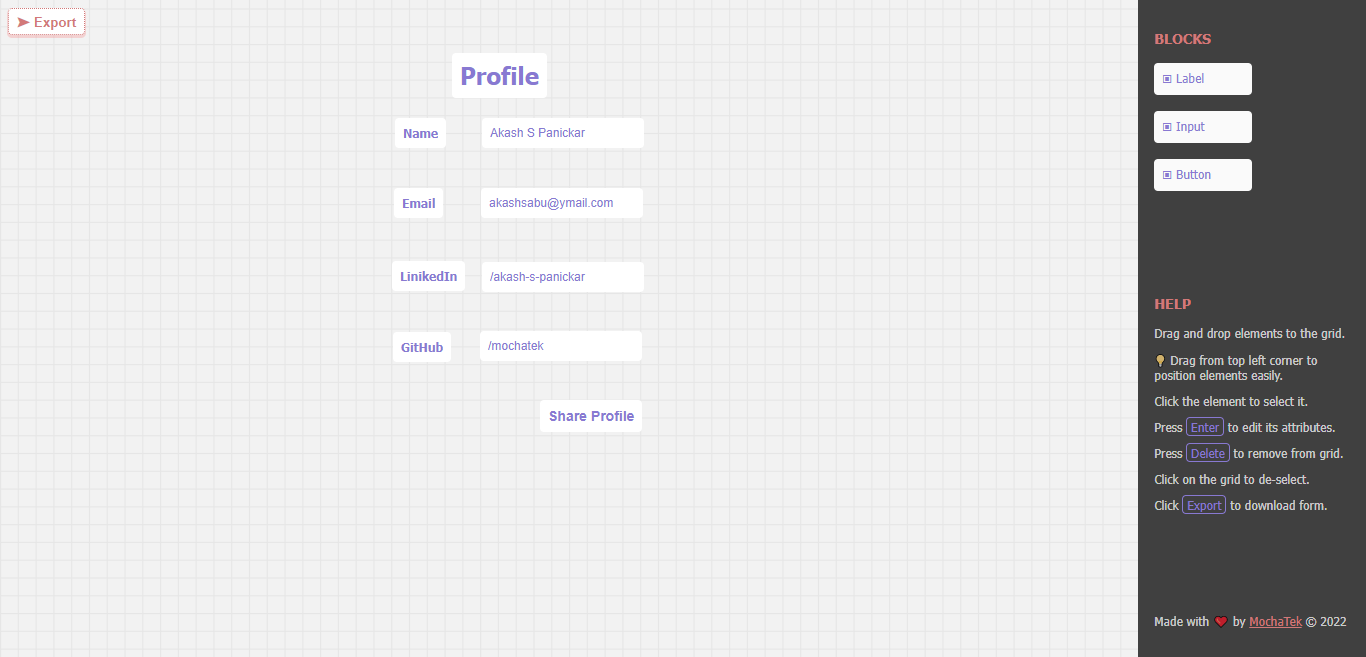 ➤ Export
Profile
Name
Akash S Panickar
Email
akashsabu@ymail.com
LinikedIn
/akash-s-panickar
GitHub
/mochatek
Share Profile
BLOCKS
▣ Label
▣ Input
▣ Button
HELP
Drag and drop elements to the grid.
💡 Drag from top left corner to
position elements easily.
Click the element to select it.
Press Enter to edit its attributes.
Press Delete to remove from grid.
Click on the grid to de-select.
Click Export to download form.
Made with ❤ by MochaTek © 2022